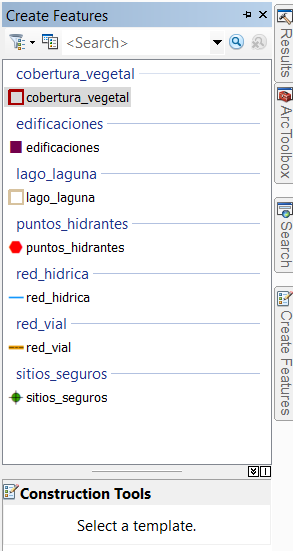 Create Features
<Search>
cobertura_vegetal
cobertura_vegetal
edificaciones
edificaciones
lago_laguna
lago_laguna
puntos_hidrantes
puntos_hidrantes
red_hidrica
red_hidrica
red_vial
red_vial
sitios_seguros
sitios_seguros
Construction Tools
Select a template.
Results
ArcToolbox
Search
Create Features